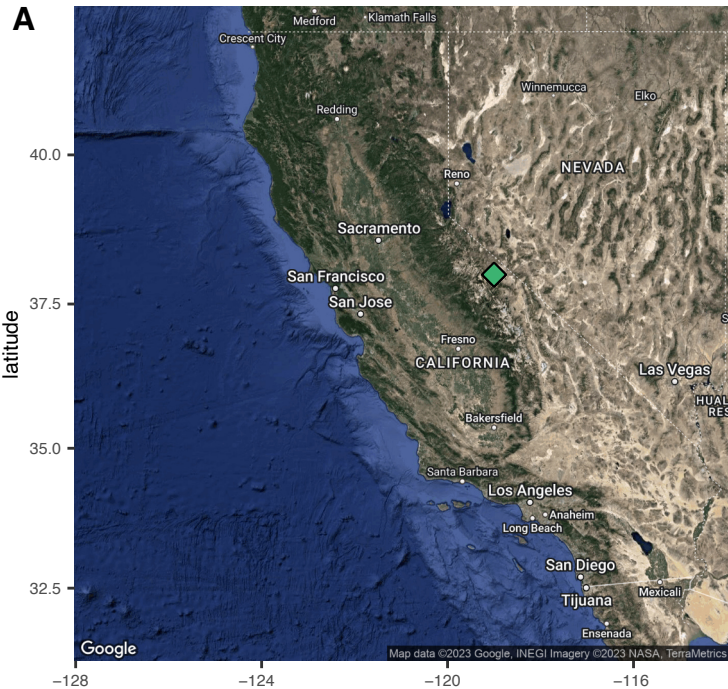 A
Medford
Klamath Falls
Crescent City
Winnemucca
Elko
Redding
40.0
NEVADA
Reno
Sacramento
San Francisco
San Jose
37.5
latitude
Fresno
CALIFORNIA
Las Vegas
HUAL
RES
Bakersfield
35.0
Santa Barbara
Los Angeles
Anaheim
Long Beach
San Diego
32.5
Tijuana
Mexicali
Ensenada
Google
Map data ©2023 Google, INEGI Imagery ©2023 NASA, TerraMetrics
−128
−124
−120
−116